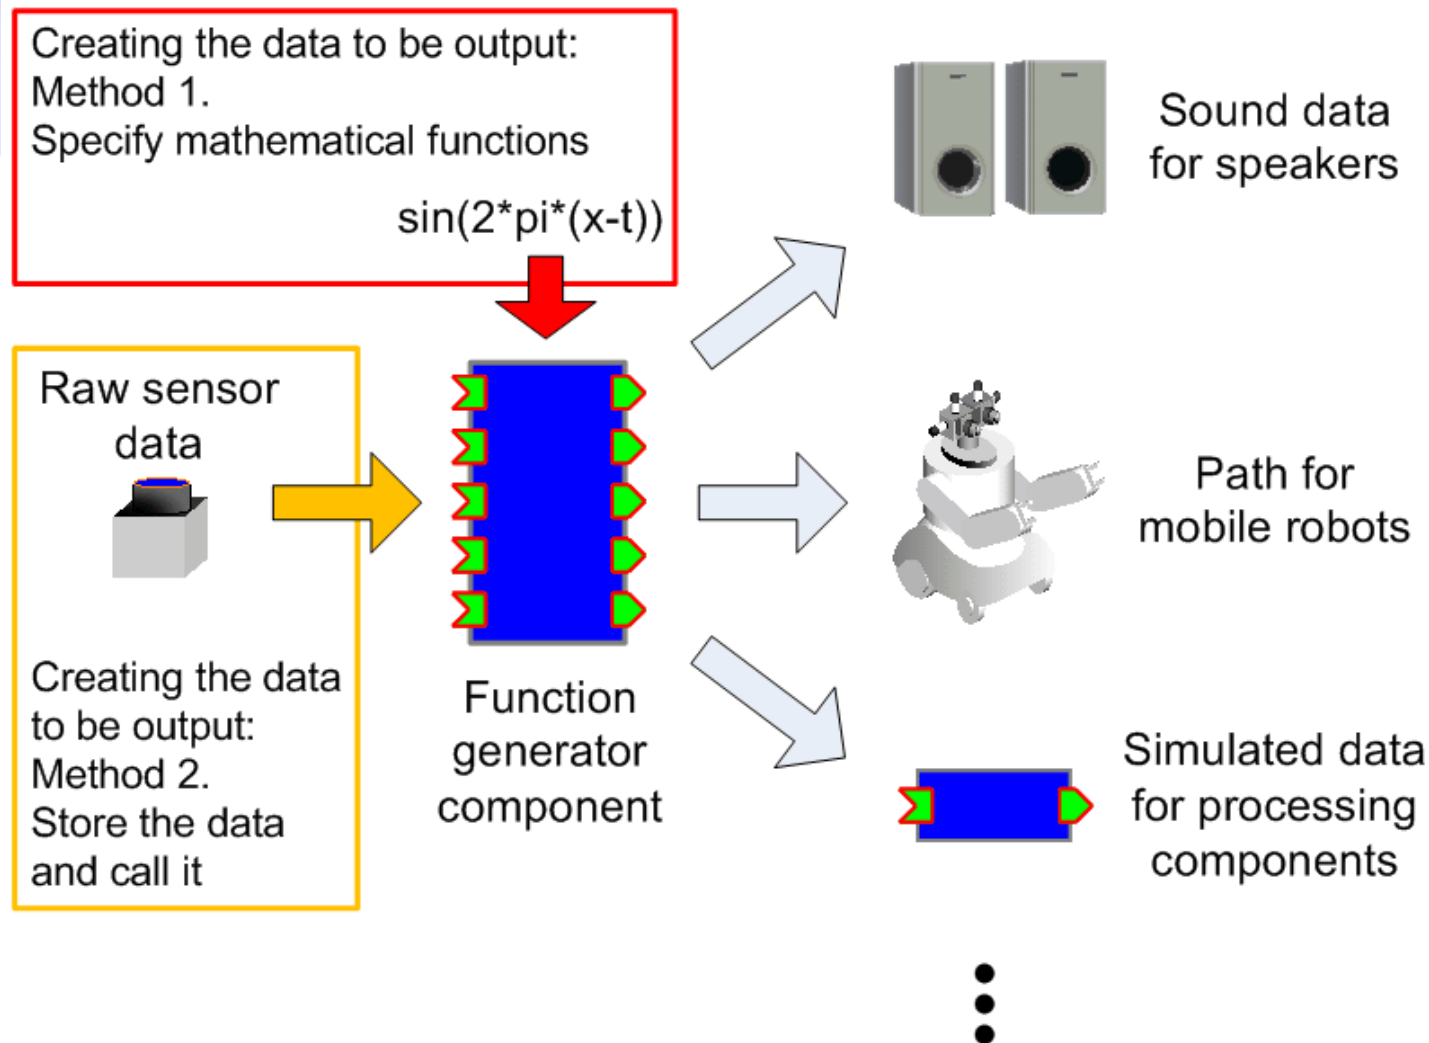 Creating the data to be output:
Method 1.
Specify mathematical functions
sin(2*pi*(x-t))
Raw sensor
data
Creating the data
to be output:
Method 2.
Store the data
and call it
Function
generator
component
Sound data
for speakers
Path for
mobile robots
Simulated data
for processing
components